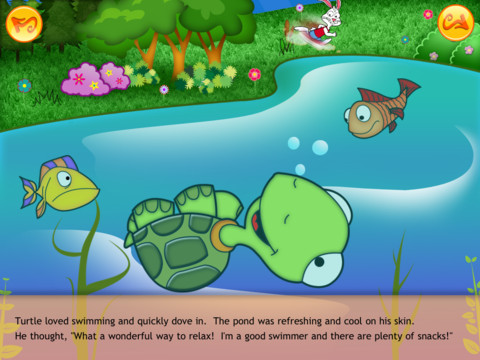 Turtle loved swimming and quickly dove in. The pond was refreshing and cool on his skin.
He thought, "What a wonderful way to relax! I'm a good swimmer and there are plenty of snacks!"